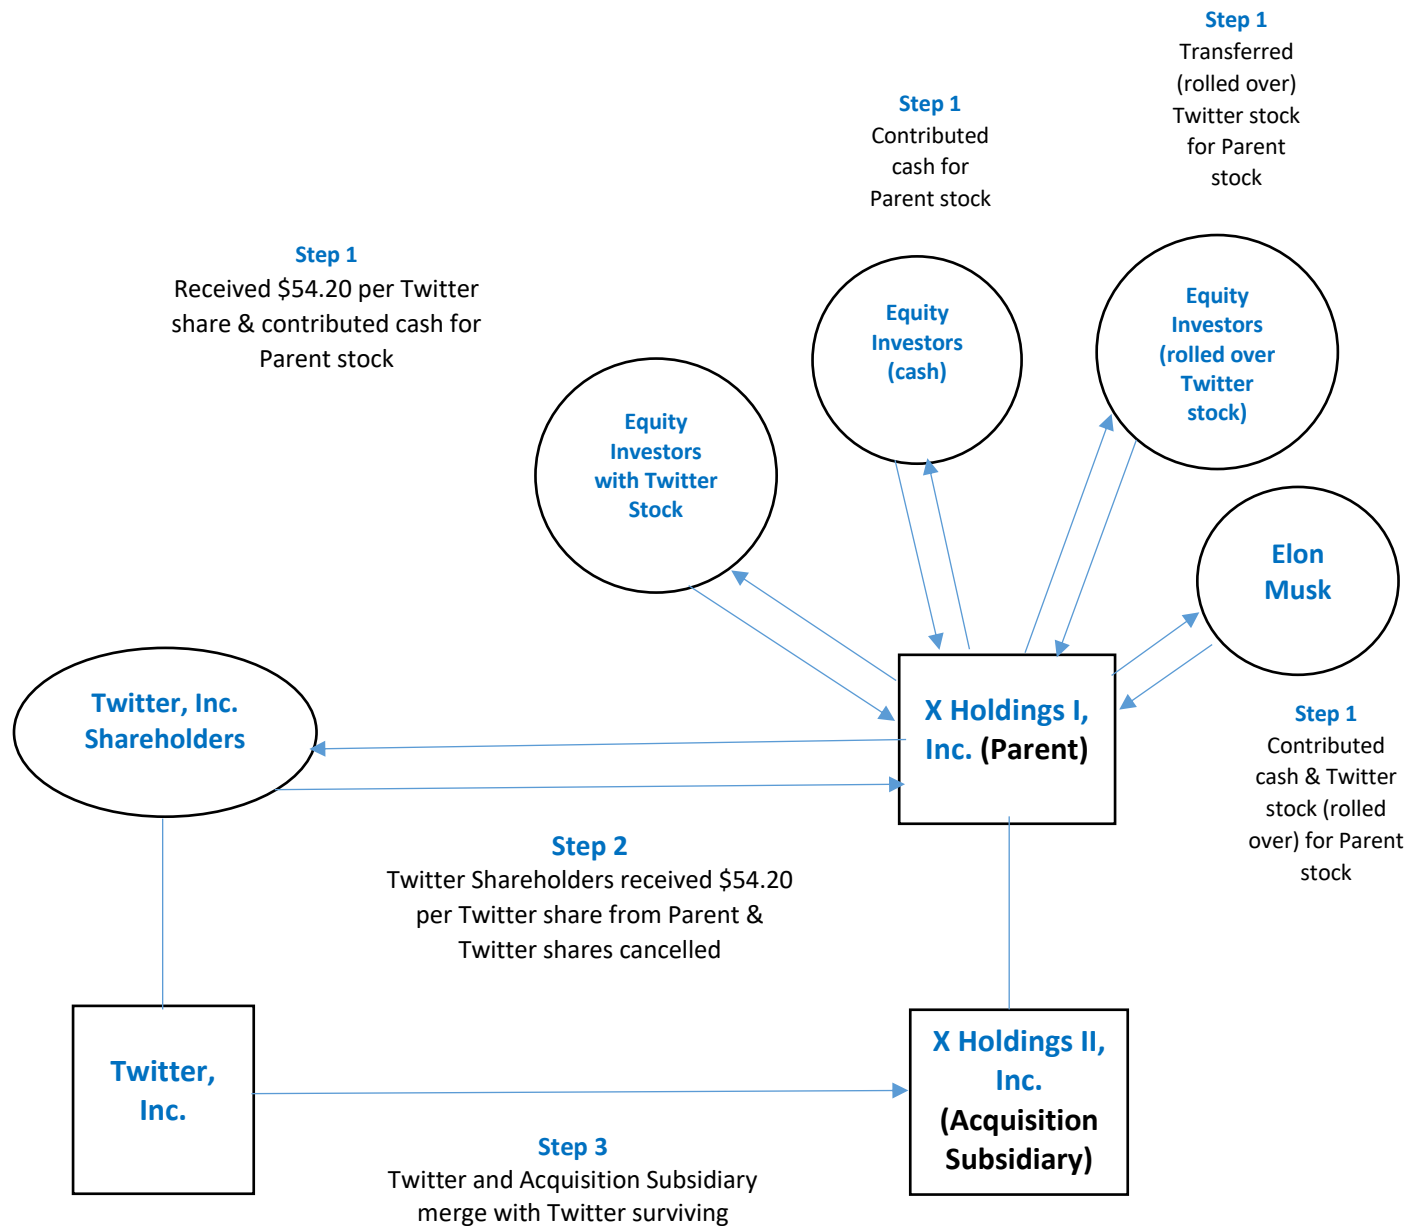 Step 1
Transferred
(rolled over)
Twitter stock
for Parent
stock
Step 1
Contributed
cash for
Parent stock
Step 1
Received $54.20 per Twitter
share & contributed cash for
Parent stock
Equity
Investors
(cash)
Equity
Investors
(rolled over
Twitter
stock)
Equity
Investors
with Twitter
Stock
Elon
Musk
Twitter, Inc.
Shareholders
X Holdings I,
Inc. (Parent)
Step 1
Contributed
cash & Twitter
stock (rolled
over) for Parent
stock
Step 2
Twitter Shareholders received $54.20
per Twitter share from Parent &
Twitter shares cancelled
Twitter,
Inc.
X Holdings II,
Inc.
(Acquisition
Subsidiary)
Step 3
Twitter and Acquisition Subsidiary
merge with Twitter surviving